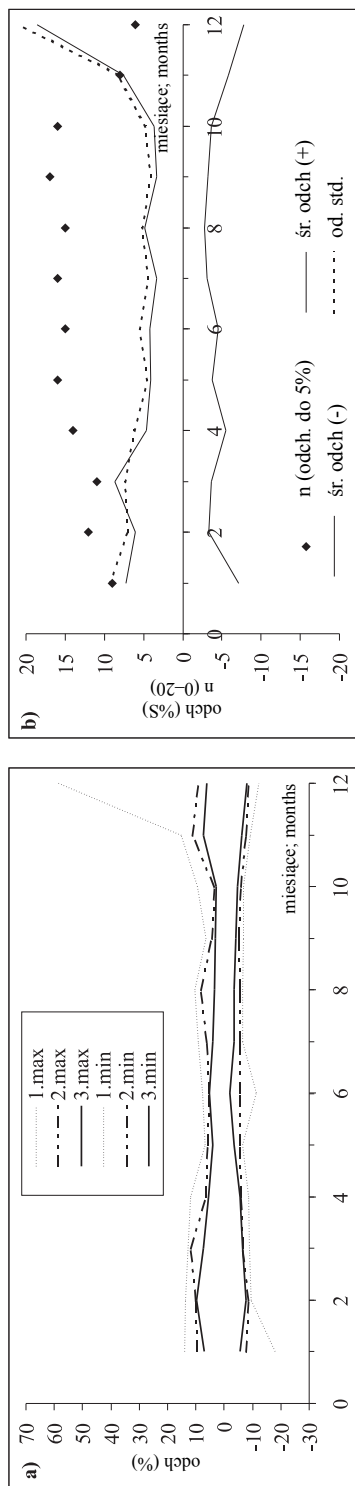 a)
odch (%)
70
60
50
40
30
20
10
0
-10
-20
-30
1.max
2.max
3.max
1.min
2.min
3.min
miesiące; months
0 2 4 6 8 10 12
b)
odch (%S)
n (0–20)
20
15
10
5
0
-5
-10
-15
-20
miesiące; months
0 2 4 6 8 10 12
n (odch. do 5%)
śr. odch (+)
śr. odch (-)
od. std.